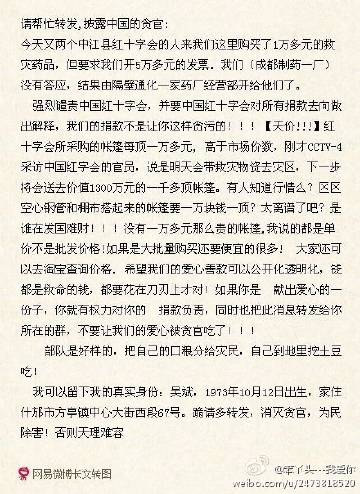 请帮忙转发,披露中国的贪官:
今天又两个中江县红十字会的人来我们这里购买了1万多元的救
灾药品，但要求我们开5万多元的发票。我们（成都制药一厂）
没有答应，结果由隔壁通化一家药厂经营部开给他们了。
强烈谴责中国红十字会，并要中国红十字会对所有捐款去向做
出解释，我们的捐款不是让你这样贪污的！！！【天价!!!】红
十字会所采购的帐篷每顶一万多元，高于市场价数，刚才CCTV-4
采访中国红字会的官员，说是明天会带救灾物资去灾区，下一步
将会送去价值1300万元的一千多顶帐篷。有人知道行情么？区区
空心钢管和棚布搭起来的帐篷要一万块钱一顶？太离谱了吧？是
谁在发国难财！！！没有一万多元那么贵的帐篷。我说的都是单
价不是批发价格！如果是大批量购买还要便宜的很多！ 大家还可
以去淘宝查询价格. 希望我们的爱心善款可以公开化透明化，钱
都是救命的钱，都要花在刀刃上才对！如果你是 献出爱心的一
份子，你就有权力对你的 捐款负责，同时也把此消息转发给你
所在的群，不要让我们的爱心被贪官吃了！！！
部队是好样的，把自己的口粮分给灾民，自己到地里挖土豆
吃！
我可以留下我的真实身份：吴斌，1973年10月12日出生，家住
什邡市方亭镇中心大街西段67号。邀请多转发，消灭贪官，为民
除害！否则天理难容
网易微博长文转图
weibo.com/u/2473818520